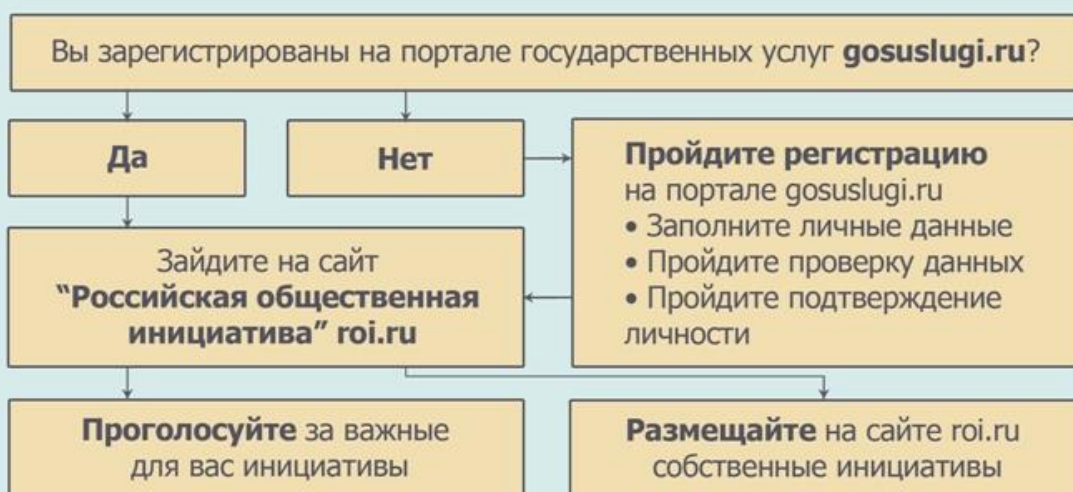 Вы зарегистрированы на портале государственных услуг gosuslugi.ru?
Да
Нет
Пройдите регистрацию
на портале gosuslugi.ru
• Заполните личные данные
• Пройдите проверку данных
• Пройдите подтверждение
личности
Зайдите на сайт
“Российская общественная
инициатива” roi.ru
Проголосуйте за важные
для вас инициативы
Размещайте на сайте roi.ru
собственные инициативы